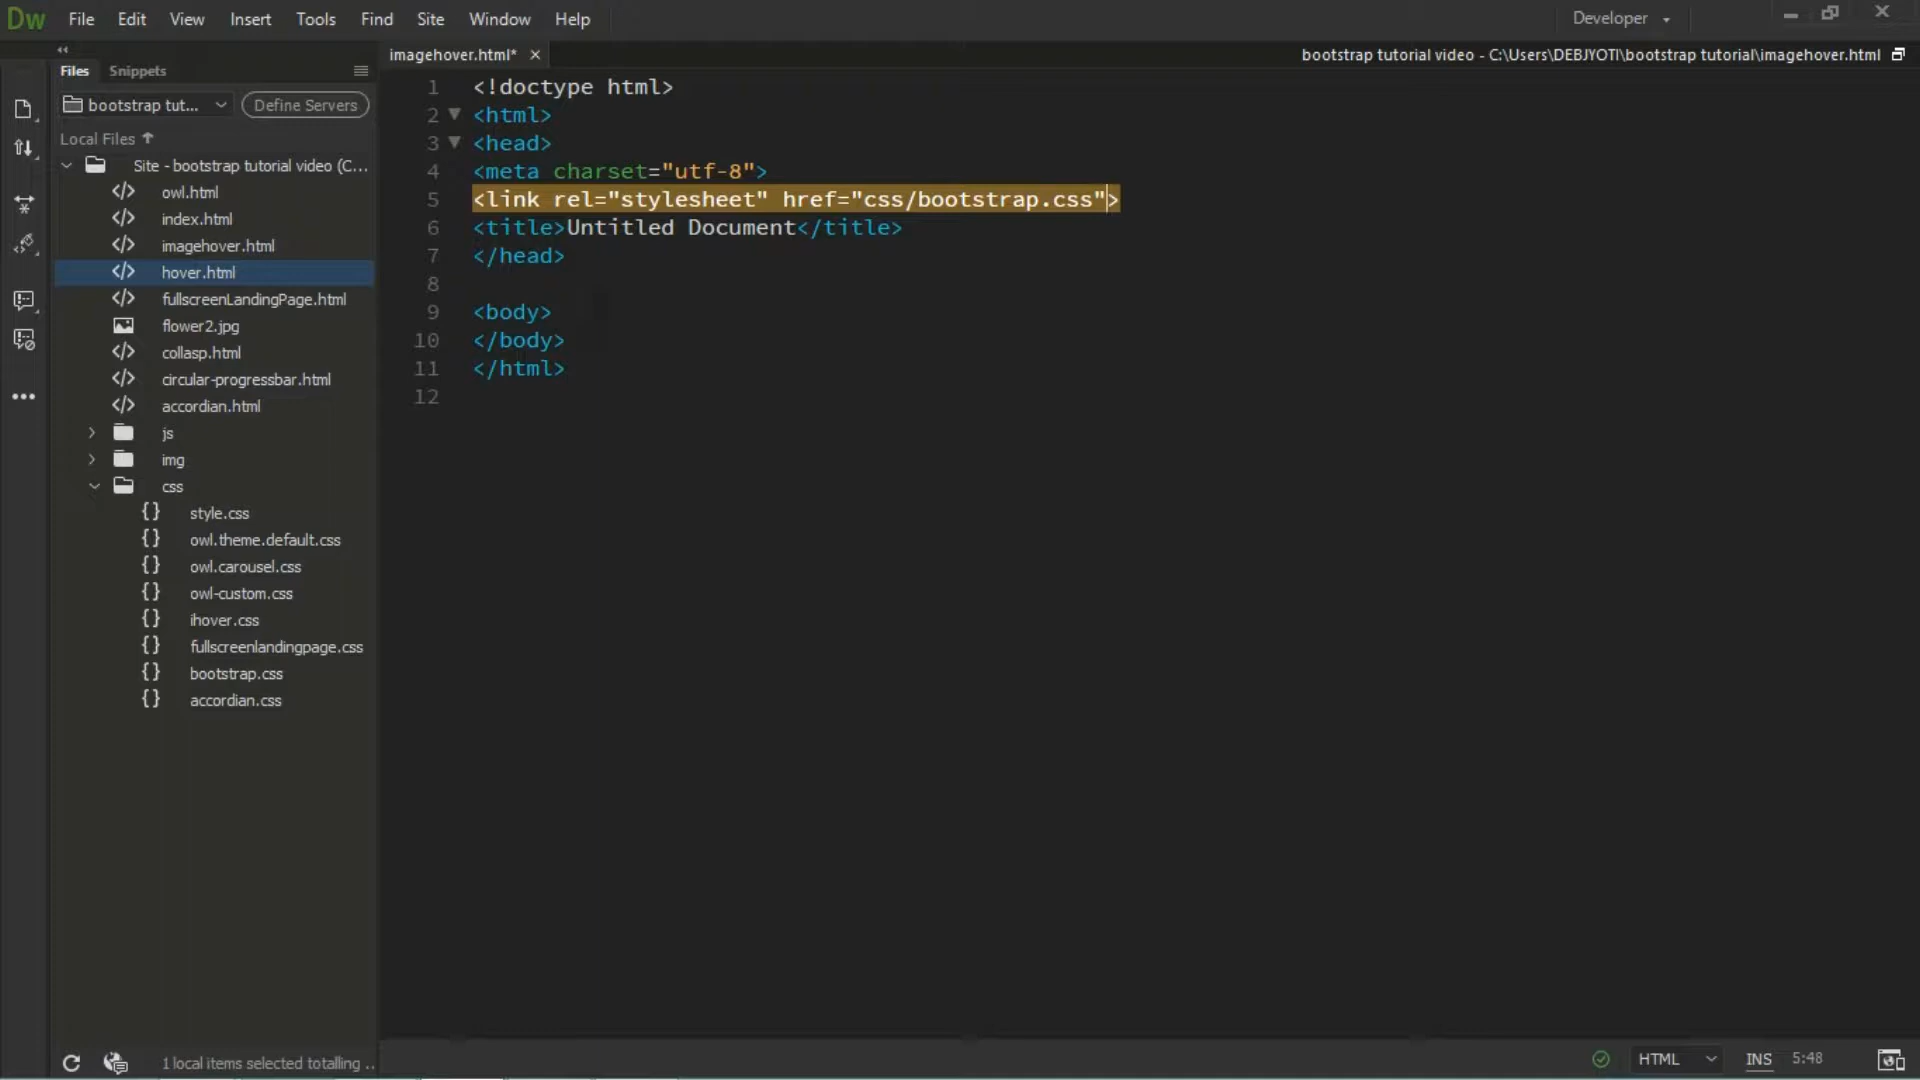 Dw File Edit View Insert Tools Find Site Window Help Developer
Files Snippets
imagehover.html*
bootstrap tutorial video - C:\Users\DEBJYOTI\bootstrap tutorial\imagehover.html
bootstrap tut... Define Servers
Local Files
Site - bootstrap tutorial video (C...
owl.html
index.html
imagehover.html
hover.html
fullscreenLandingPage.html
flower2.jpg
collasp.html
circular-progressbar.html
accordian.html
js
img
css
style.css
owl.theme.default.css
owl.carousel.css
owl-custom.css
ihover.css
fullscreenlandingpage.css
bootstrap.css
accordian.css
1 <!doctype html>
2 <html>
3 <head>
4 <meta charset="utf-8">
5 <link rel="stylesheet" href="css/bootstrap.css">
6 <title>Untitled Document</title>
7 </head>
8
9 <body>
10 </body>
11 </html>
12
1 local items selected totalling ..
HTML INS 5:48